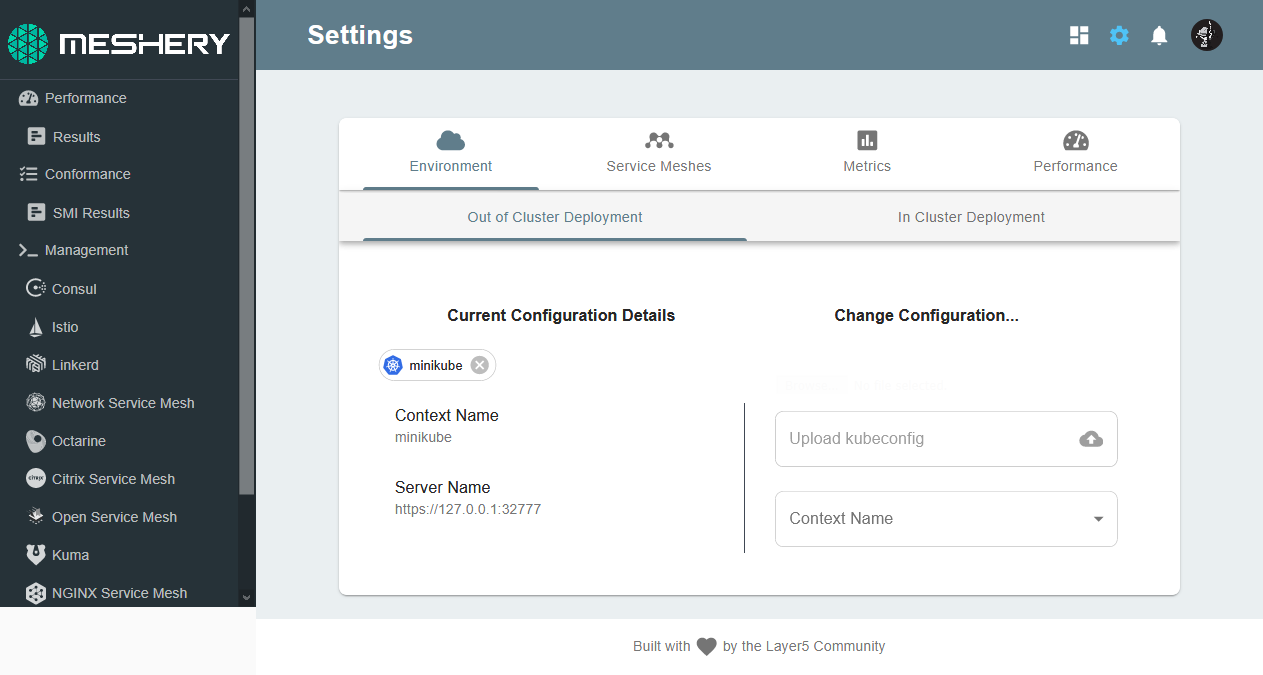 MESHERY
Settings
Performance
Results
Conformance
SMI Results
Management
Consul
Istio
Linkerd
Network Service Mesh
Octarine
Citrix Service Mesh
Open Service Mesh
Kuma
NGINX Service Mesh
Environment
Service Meshes
Metrics
Performance
Out of Cluster Deployment
In Cluster Deployment
Current Configuration Details
Change Configuration...
minikube
Context Name
minikube
Server Name
https://127.0.0.1:32777
Upload kubeconfig
Context Name
Built with by the Layer5 Community